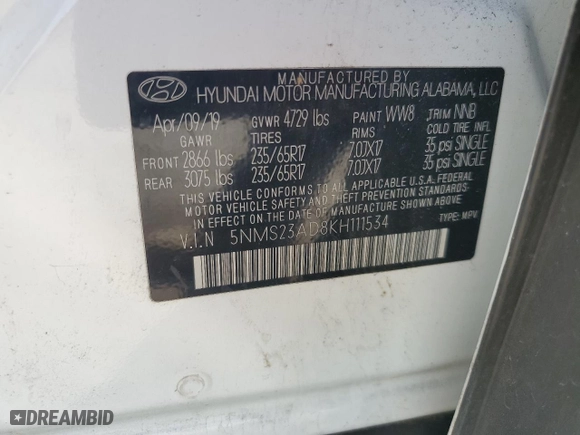 MANUFACTURED BY
HYUNDAI MOTOR MANUFACTURING ALABAMA, LLC
Apr/09/19 GVWR 4729 lbs PAINT WW8 ,TRIM NNB
GAWR TIRES RIMS COLD TIRE INFL
FRONT 2866 lbs 235/65R17 7.0JX17 35 psi SINGLE
REAR 3075 lbs 235/65R17 7.0JX17 35 psi SINGLE
THIS VEHICLE CONFORMS TO ALL APPLICABLE U.S.A. FEDERAL
MOTOR VEHICLE SAFETY, BUMPER, AND THEFT PREVENTION
STANDARDS IN EFFECT ON THE DATE OF MANUFACTURE SHOWN ABOVE.
V.I.N 5NMS23AD8KH111534 TYPE: MPV
DREAMBID